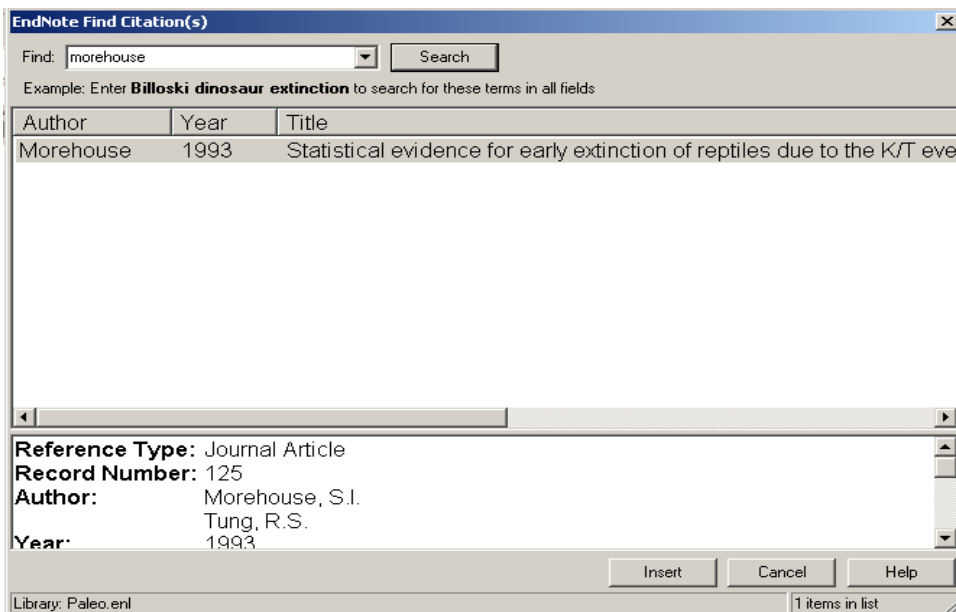 EndNote Find Citation(s)
Find: morehouse Search
Example: Enter Billoski dinosaur extinction to search for these terms in all fields
Author Year Title
Morehouse 1993 Statistical evidence for early extinction of reptiles due to the K/T eve
Reference Type: Journal Article
Record Number: 125
Author: Morehouse, S.I.
Tung, R.S.
Year: 1993
Insert Cancel Help
Library: Paleo.enl 1 items in list